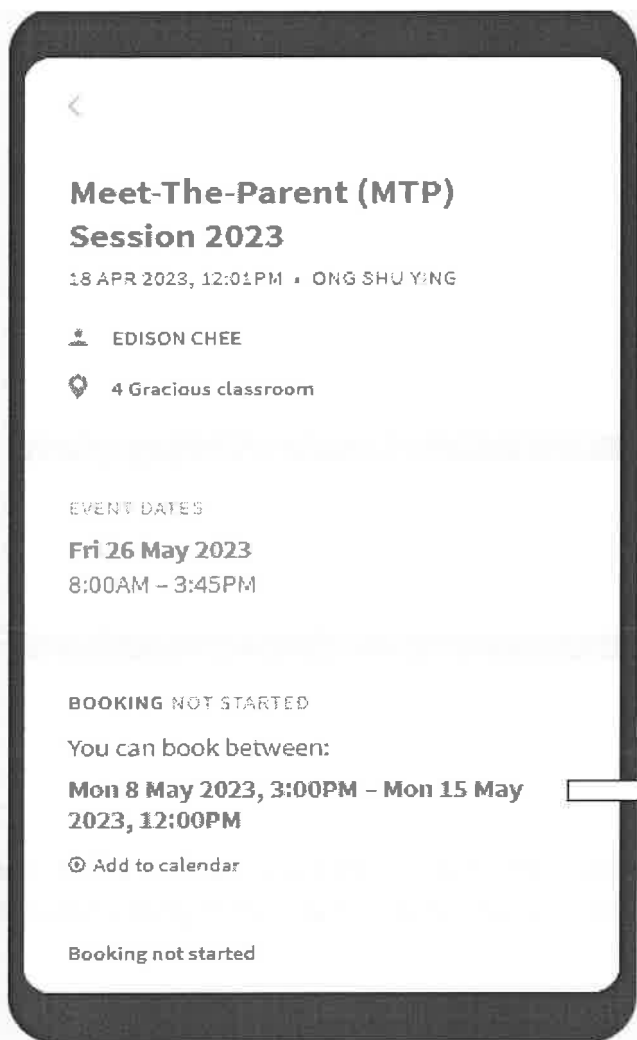 Meet-The-Parent (MTP)
Session 2023
18 APR 2023, 12:01PM • ONG SHU YING
EDISON CHEE
4 Gracious classroom
EVENT DATES
Fri 26 May 2023
8:00AM – 3:45PM
BOOKING NOT STARTED
You can book between:
Mon 8 May 2023, 3:00PM – Mon 15 May
2023, 12:00PM
Add to calendar
Booking not started